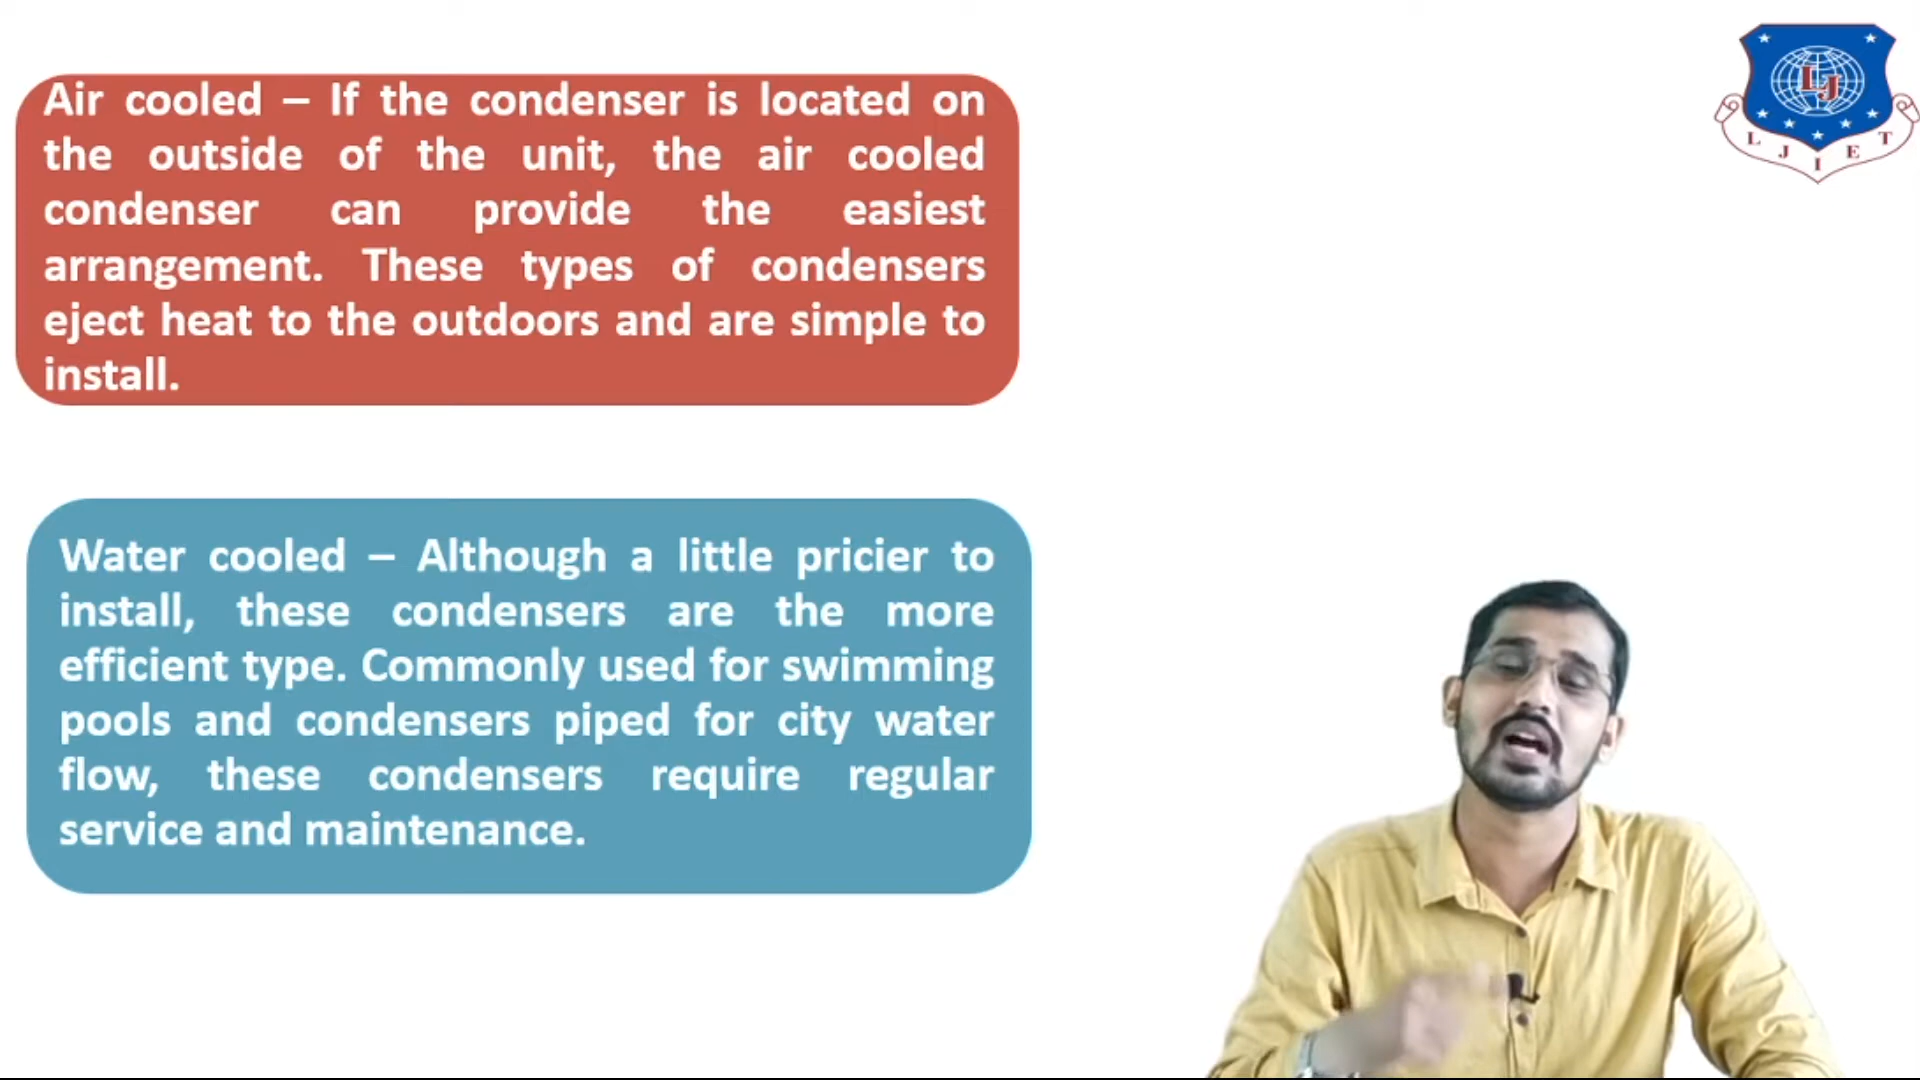 Air cooled – If the condenser is located on
the outside of the unit, the air cooled
condenser can provide the easiest
arrangement. These types of condensers
eject heat to the outdoors and are simple to
install.
Water cooled – Although a little pricier to
install, these condensers are the more
efficient type. Commonly used for swimming
pools and condensers piped for city water
flow, these condensers require regular
service and maintenance.
LJ
L J I E T